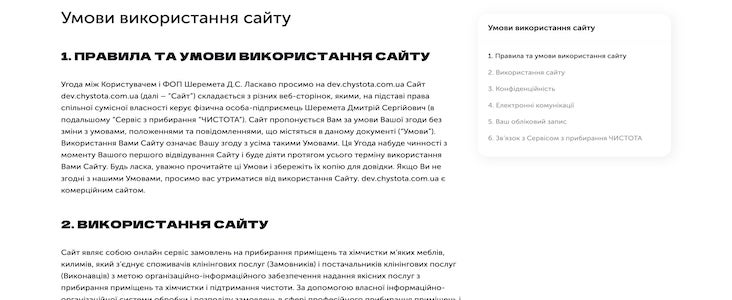 Умови використання сайту
1. ПРАВИЛА ТА УМОВИ ВИКОРИСТАННЯ САЙТУ
Угода між Користувачем і ФОП Шеремета Д.С. Ласкаво просимо на dev.chystota.com.ua Сайт
dev.chystota.com.ua (далі – "Сайт") складається з різних веб-сторінок, якими, на підставі права
спільної сумісної власності керує фізична особа-підприємець Шеремета Дмитрій Сергійович (в
подальшому "Сервіс з прибирання "ЧИСТОТА"). Сайт пропонується Вам за умови Вашої згоди без
зміни з умовами, положеннями та повідомленнями, що містяться в даному документі ("Умови").
Використання Вами Сайту означає Вашу згоду з усіма такими Умовами. Ця Угода набуде чинності з
моменту Вашого першого відвідування Сайту і буде діяти протягом усього терміну використання
Вами Сайту. Будь ласка, уважно прочитайте ці Умови і збережіть їх копію для довідки. Якщо Ви не
згодні з нашими Умовами, просимо вас утриматися від використання Сайту. dev.chystota.com.ua є
комерційним сайтом.
2. ВИКОРИСТАННЯ САЙТУ
Сайт являє собою онлайн сервіс замовлень на прибирання приміщень та хімчистки м'яких меблів,
килимів, який з'єднує споживачів клінінгових послуг (Замовників) і постачальників клінінгових послуг
(Виконавців) з метою організаційно-інформаційного забезпечення надання якісних послуг з
прибирання приміщень та хімчистки і підтримання чистоти. За допомогою власної інформаційно-
організаційної системи обробки і розподілу замовлень в сфері професійного прибирання приміщень і
Умови використання сайту
1. Правила та умови використання сайту
2. Використання сайту
3. Конфіденційність
4. Електронні комунікації
5. Ваш обліковий запис
6. Зв'язок з Сервісом з прибирання ЧИСТОТА